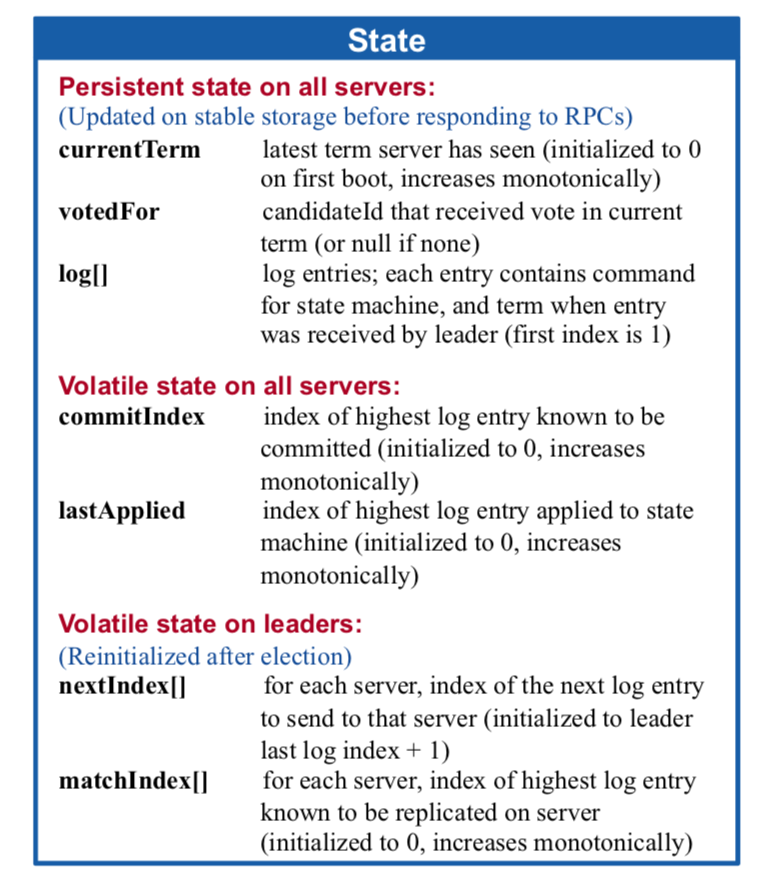 State
Persistent state on all servers:
(Updated on stable storage before responding to RPCs)
currentTerm latest term server has seen (initialized to 0
on first boot, increases monotonically)
votedFor candidateId that received vote in current
term (or null if none)
log[] log entries; each entry contains command
for state machine, and term when entry
was received by leader (first index is 1)
Volatile state on all servers:
commitIndex index of highest log entry known to be
committed (initialized to 0, increases
monotonically)
lastApplied index of highest log entry applied to state
machine (initialized to 0, increases
monotonically)
Volatile state on leaders:
(Reinitialized after election)
nextIndex[] for each server, index of the next log entry
to send to that server (initialized to leader
last log index + 1)
matchIndex[] for each server, index of highest log entry
known to be replicated on server
(initialized to 0, increases monotonically)